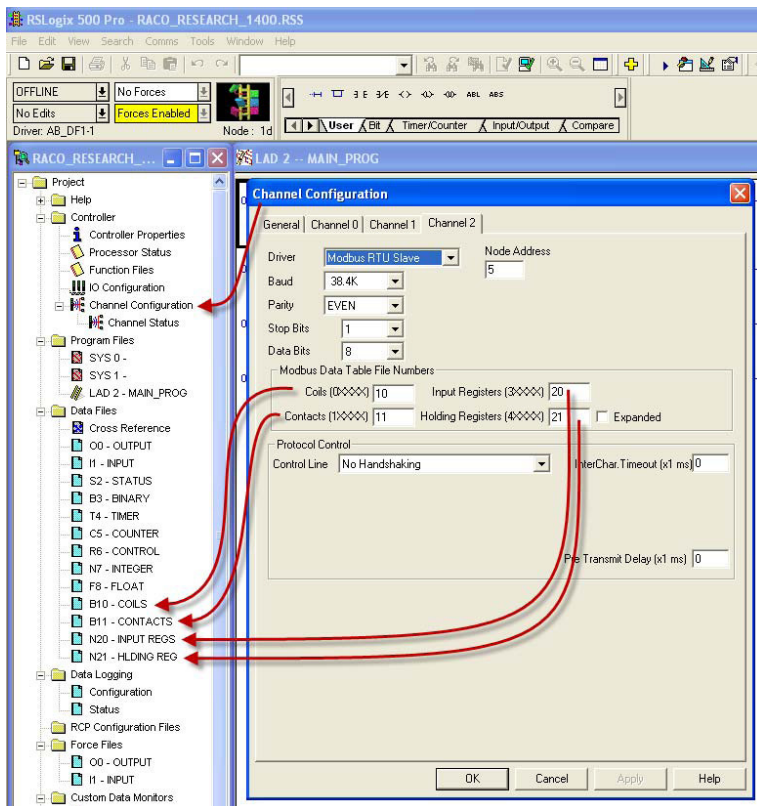 RSLogix 500 Pro - RACO_RESEARCH_1400.RSS
File Edit View Search Comms Tools Window Help
OFFLINE No Forces
No Edits Forces Enabled
Driver: AB_DF1-1 Node: 1d
ABL ABS
User Bit Timer/Counter Input/Output Compare
RACO_RESEARCH_...
LAD 2 -- MAIN_PROG
Project
Help
Controller
Controller Properties
Processor Status
Function Files
IO Configuration
Channel Configuration
Channel Status
Program Files
SYS 0 -
SYS 1 -
LAD 2 - MAIN_PROG
Data Files
Cross Reference
O0 - OUTPUT
I1 - INPUT
S2 - STATUS
B3 - BINARY
T4 - TIMER
C5 - COUNTER
R6 - CONTROL
N7 - INTEGER
F8 - FLOAT
B10 - COILS
B11 - CONTACTS
N20 - INPUT REGS
N21 - HLDING REG
Data Logging
Configuration
Status
RCP Configuration Files
Force Files
O0 - OUTPUT
I1 - INPUT
Custom Data Monitors
Channel Configuration
General Channel 0 Channel 1 Channel 2
Driver Modbus RTU Slave Node Address
5
Baud 38.4K
Parity EVEN
Stop Bits 1
Data Bits 8
Modbus Data Table File Numbers
Coils (0XXXX) 10 Input Registers (3XXXX) 20
Contacts (1XXXX) 11 Holding Registers (4XXXX) 21 Expanded
Protocol Control
Control Line No Handshaking InterChar. Timeout (x1 ms) 0
Pre Transmit Delay (x1 ms) 0
OK Cancel Apply Help